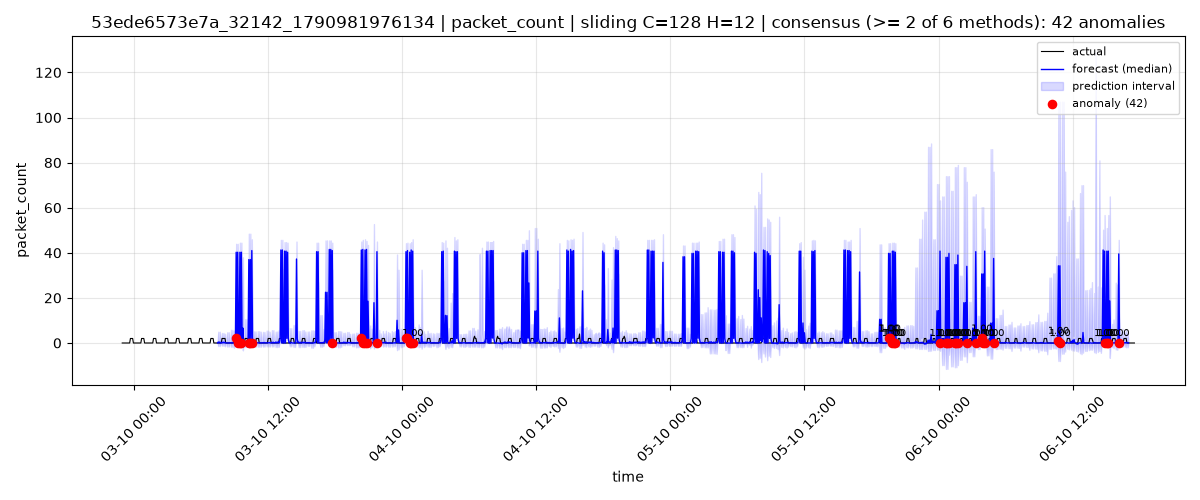 53ede6573e7a_32142_1790981976134 | packet_count | sliding C=128 H=12 | consensus (>= 2 of 6 methods): 42 anomalies
actual
forecast (median)
prediction interval
anomaly (42)
packet_count
120
100
80
60
40
20
0
03-10 00:00
03-10 12:00
04-10 00:00
04-10 12:00
05-10 00:00
05-10 12:00
06-10 00:00
06-10 12:00
time